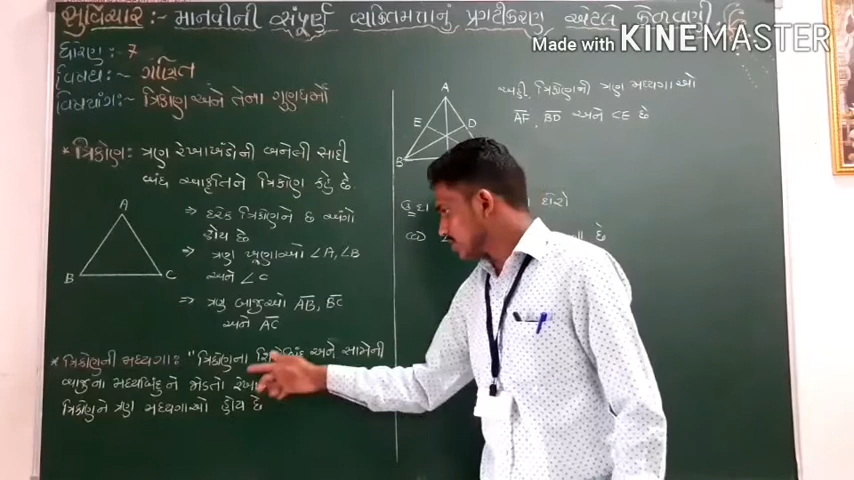 સુવિચાર :- માનવીની સંપૂર્ણ વ્યક્તિમત્તાનું પ્રગટીકરણ એટલે કેળવણી.
Made with KINEMASTER
ધોરણ :- 7
વિષય :~ ગણિત
વિષયાંગ :~ ત્રિકોણ અને તેના ગુણધર્મો
* ત્રિકોણ : ત્રણ રેખાખંડોની બનેલી સાદી
બંધ આકૃતિને ત્રિકોણ કહે છે.
A
B
C
⇒ દરેક ત્રિકોણને છ અંગો
હોય છે
⇒ ત્રણ ખૂણાઓ ∠A, ∠B
અને ∠C
⇒ ત્રણ બાજુઓ AB, BC
અને AC
* ત્રિકોણની મધ્યગા : "ત્રિકોણના અને સામેની
બાજુના મધ્યબિંદુ ને જોડતો
ત્રિકોણને ત્રણ મધ્યગાઓ હોય છે
A
E
D
B
અહીં ત્રિકોણની ત્રણ મધ્યગાઓ
AF, BD અને CE છે
દોરો
છે